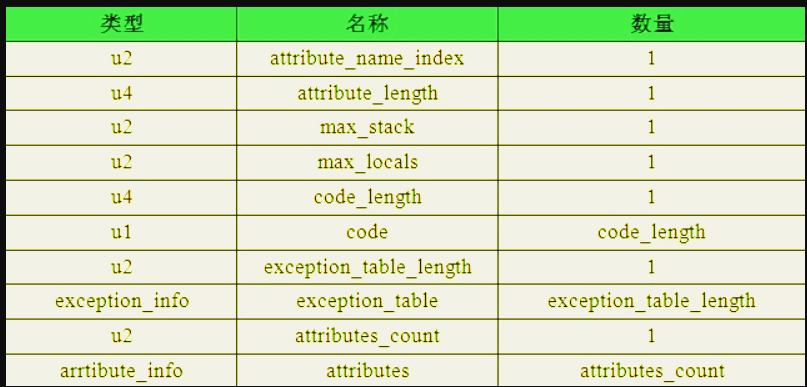 类型 名称 数量
u2 attribute_name_index 1
u4 attribute_length 1
u2 max_stack 1
u2 max_locals 1
u4 code_length 1
u1 code code_length
u2 exception_table_length 1
exception_info exception_table exception_table_length
u2 attributes_count 1
arrtibute_info attributes attributes_count